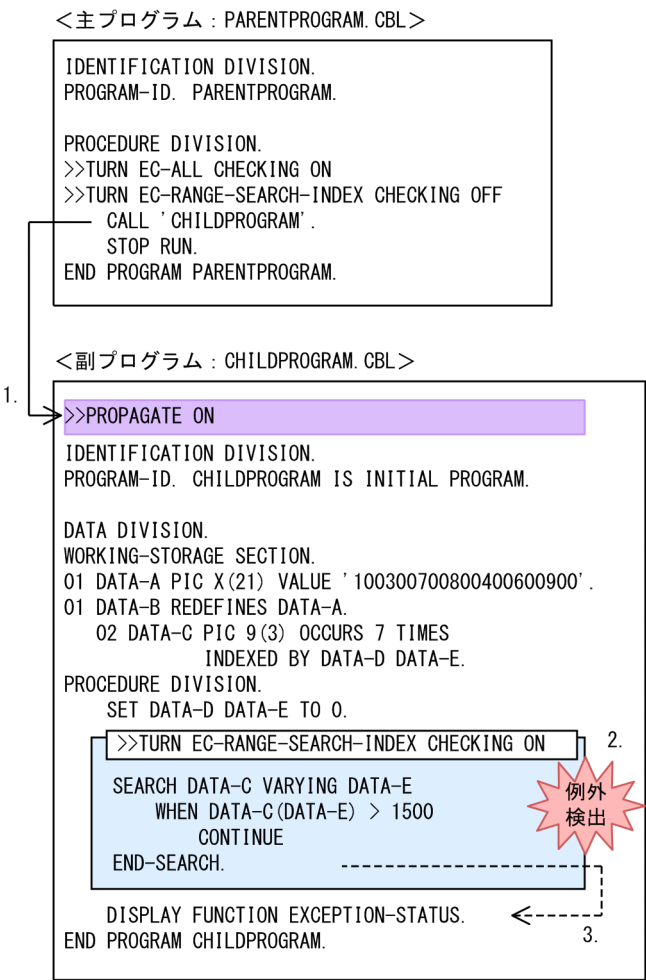 ＜主プログラム：PARENTPROGRAM.CBL＞
IDENTIFICATION DIVISION.
PROGRAM-ID. PARENTPROGRAM.
PROCEDURE DIVISION.
>>TURN EC-ALL CHECKING ON
>>TURN EC-RANGE-SEARCH-INDEX CHECKING OFF
CALL 'CHILDPROGRAM'.
STOP RUN.
END PROGRAM PARENTPROGRAM.
＜副プログラム：CHILDPROGRAM.CBL＞
1.
>>PROPAGATE ON
IDENTIFICATION DIVISION.
PROGRAM-ID. CHILDPROGRAM IS INITIAL PROGRAM.
DATA DIVISION.
WORKING-STORAGE SECTION.
01 DATA-A PIC X(21) VALUE '100300700800400600900'.
01 DATA-B REDEFINES DATA-A.
02 DATA-C PIC 9(3) OCCURS 7 TIMES
INDEXED BY DATA-D DATA-E.
PROCEDURE DIVISION.
SET DATA-D DATA-E TO 0.
>>TURN EC-RANGE-SEARCH-INDEX CHECKING ON
2.
SEARCH DATA-C VARYING DATA-E
WHEN DATA-C(DATA-E) > 1500
CONTINUE
END-SEARCH.
例外
検出
DISPLAY FUNCTION EXCEPTION-STATUS.
3.
END PROGRAM CHILDPROGRAM.